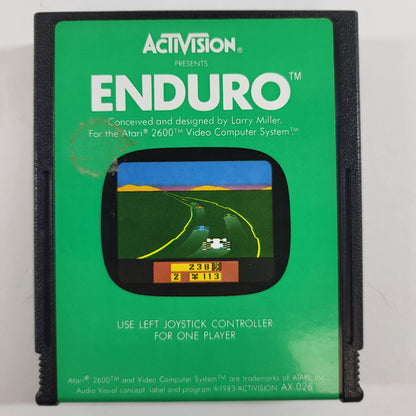 ACTIVISION®
PRESENTS
ENDURO™
Conceived and designed by Larry Miller.
For the Atari® 2600™ Video Computer System™.
238
2 113
USE LEFT JOYSTICK CONTROLLER
FOR ONE PLAYER
Atari® 2600™ and Video Computer System™ are trademarks of ATARI, Inc.
Audio Visual concept, label and program ℗©1983 ACTIVISION AX-026